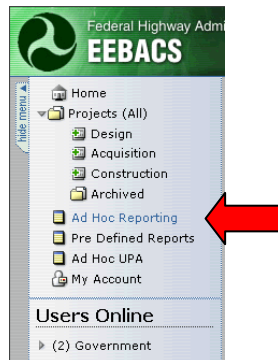 Federal Highway Admi
EEBACS
hide menu
Home
Projects (All)
Design
Acquisition
Construction
Archived
Ad Hoc Reporting
Pre Defined Reports
Ad Hoc UPA
My Account
Users Online
(2) Government